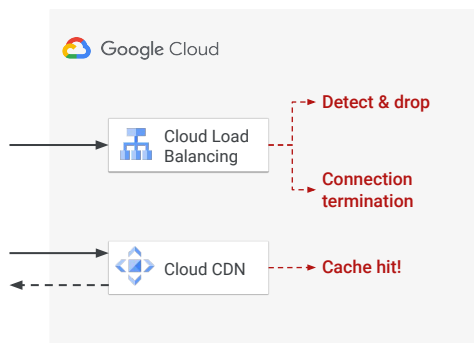 Google Cloud
Detect & drop
Cloud Load
Balancing
Connection
termination
Cloud CDN
Cache hit!